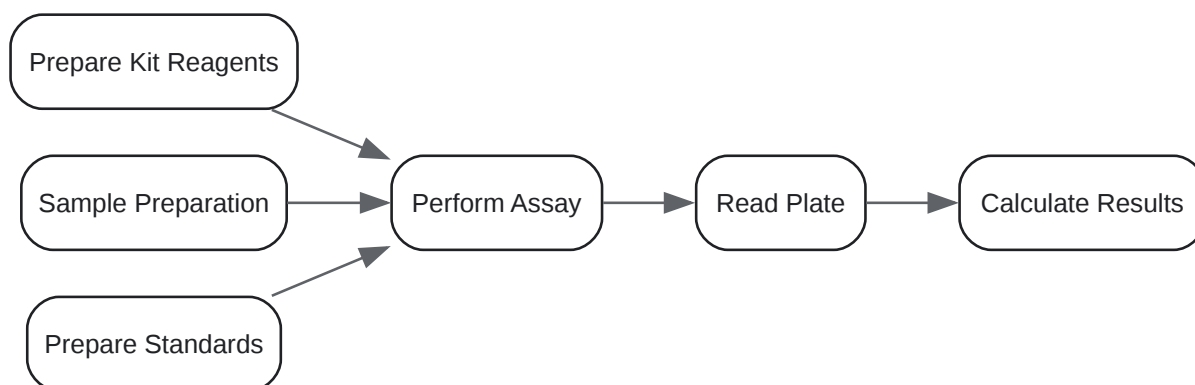 Prepare Kit Reagents
Sample Preparation
Perform Assay
Read Plate
Calculate Results
Prepare Standards